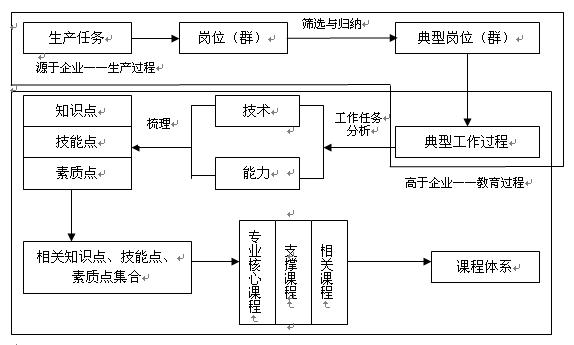 筛选与归纳
生产任务
岗位（群）
典型岗位（群）
源于企业——生产过程
知识点
技术
工作任务
梳理
分析
技能点
典型工作过程
素质点
能力
高于企业——教育过程
相关知识点、技能点、
素质点集合
专业核心课程
支撑课程
相关课程
课程体系